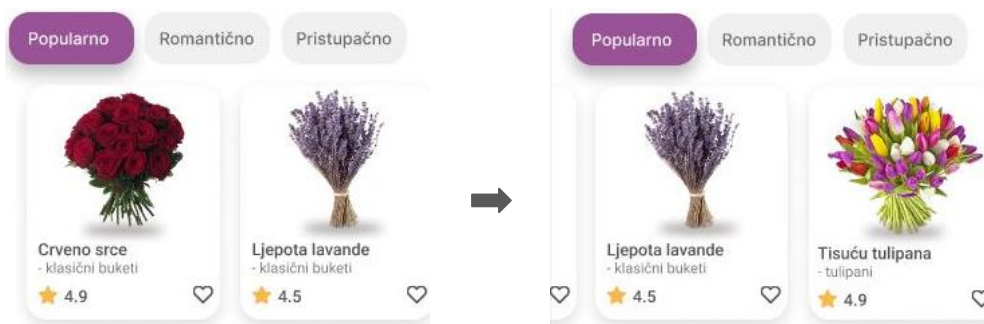 Popularno Romantično Pristupačno
Crveno srce
- klasični buketi
4.9
Ljepota lavande
- klasični buketi
4.5
Popularno Romantično Pristupačno
Ljepota lavande
- klasični buketi
4.5
Tisuću tulipana
- tulipani
4.9